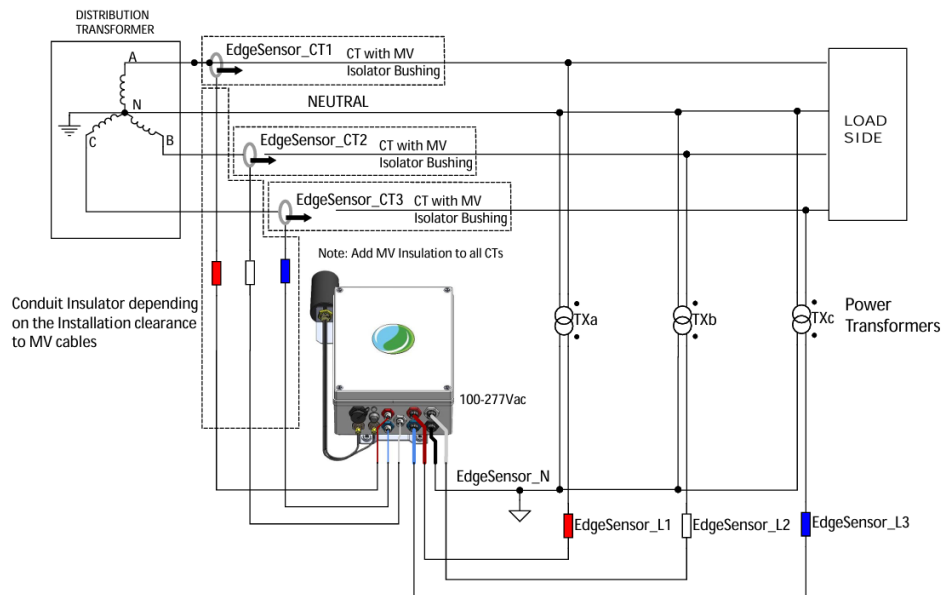 DISTRIBUTION
TRANSFORMER
A
N
C
B
EdgeSensor_CT1
CT with MV
Isolator Bushing
NEUTRAL
EdgeSensor_CT2
CT with MV
Isolator Bushing
EdgeSensor_CT3
CT with MV
Isolator Bushing
LOAD
SIDE
Note: Add MV Insulation to all CTs
Conduit Insulator depending
on the Installation clearance
to MV cables
TXa
TXb
TXc
Power
Transformers
100-277Vac
EdgeSensor_N
EdgeSensor_L1
EdgeSensor_L2
EdgeSensor_L3